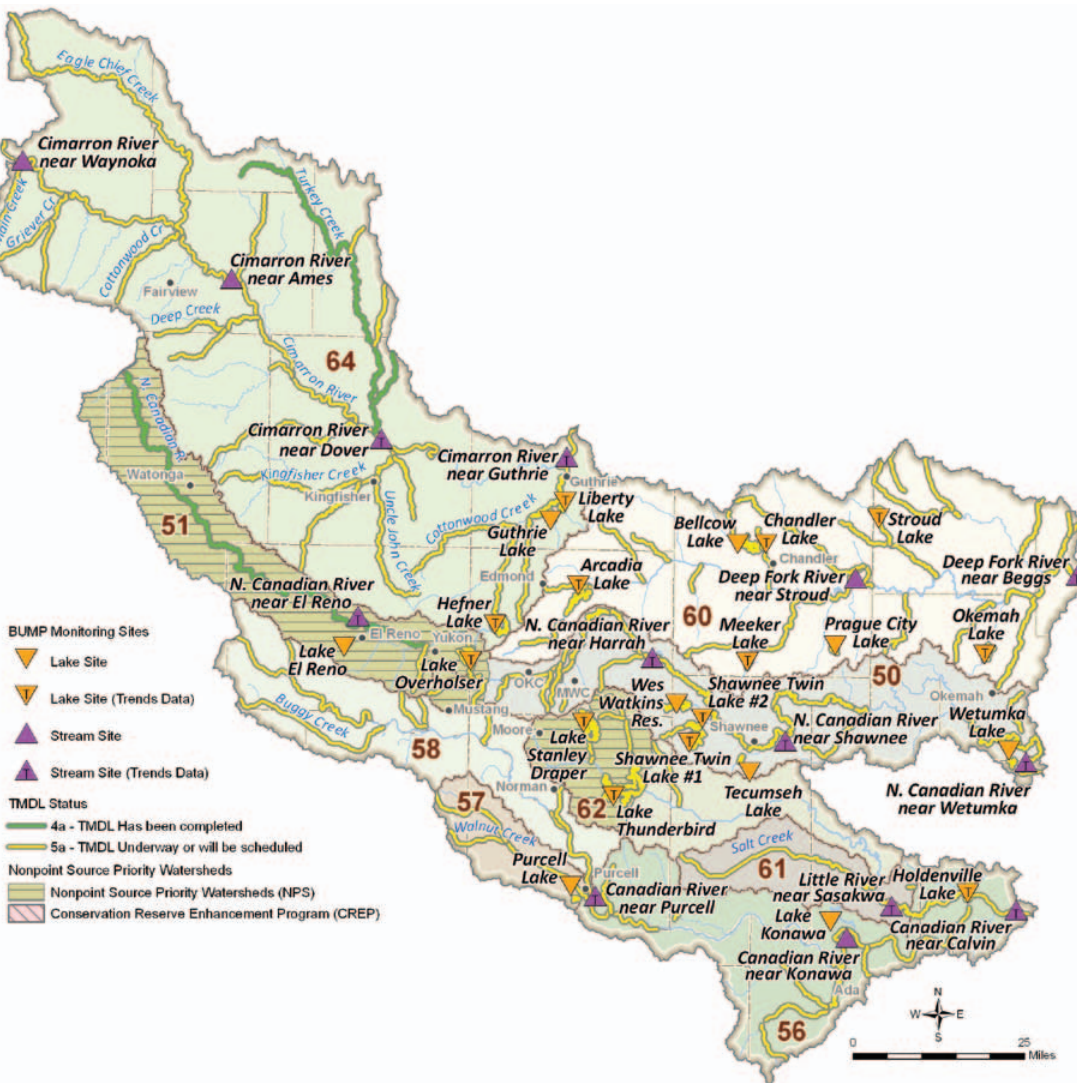 Eagle Chief Creek
Cimarron River
near Waynoka
Griever Cr
Cottonwood Cr
Turkey Creek
Cimarron River
near Ames
Fairview
Deep Creek
Cimarron River
64
N. Canadian R.
Cimarron River
near Dover
Cimarron River
near Guthrie
Watonga
Kingfisher Creek
Kingfisher
Guthrie
Liberty
Lake
51
Uncle John Creek
Cottonwood Creek
Guthrie
Lake
Bellcow
Lake
Chandler
Lake
Chandler
Stroud
Lake
N. Canadian River
near El Reno
Edmond
Arcadia
Lake
Deep Fork River
near Stroud
Deep Fork River
near Beggs
60
Hefner
Lake
N. Canadian River
near Harrah
Meeker
Lake
Prague City
Lake
Okemah
Lake
El Reno
Yukon
Lake
El Reno
Lake
Overholser
OKC
MWC
Wes
Watkins
Res.
Shawnee Twin
Lake #2
50
Okemah
Buggy Creek
Mustang
Moore
Shawnee
N. Canadian River
near Shawnee
Wetumka
Lake
58
Lake
Stanley
Draper
Shawnee Twin
Lake #1
Norman
Tecumseh
Lake
N. Canadian River
near Wetumka
57
62
Lake
Thunderbird
Walnut Creek
Salt Creek
Purcell
Lake
Purcell
61
Canadian River
near Purcell
Little River
near Sasakwa
Holdenville
Lake
Lake
Konawa
Canadian River
near Calvin
Canadian River
near Konawa
Ada
56
BUMP Monitoring Sites
Lake Site
T
Lake Site (Trends Data)
Stream Site
T
Stream Site (Trends Data)
TMDL Status
4a - TMDL Has been completed
5a - TMDL Underway or will be scheduled
Nonpoint Source Priority Watersheds
Nonpoint Source Priority Watersheds (NPS)
Conservation Reserve Enhancement Program (CREP)
N
W E
S
0 25
Miles